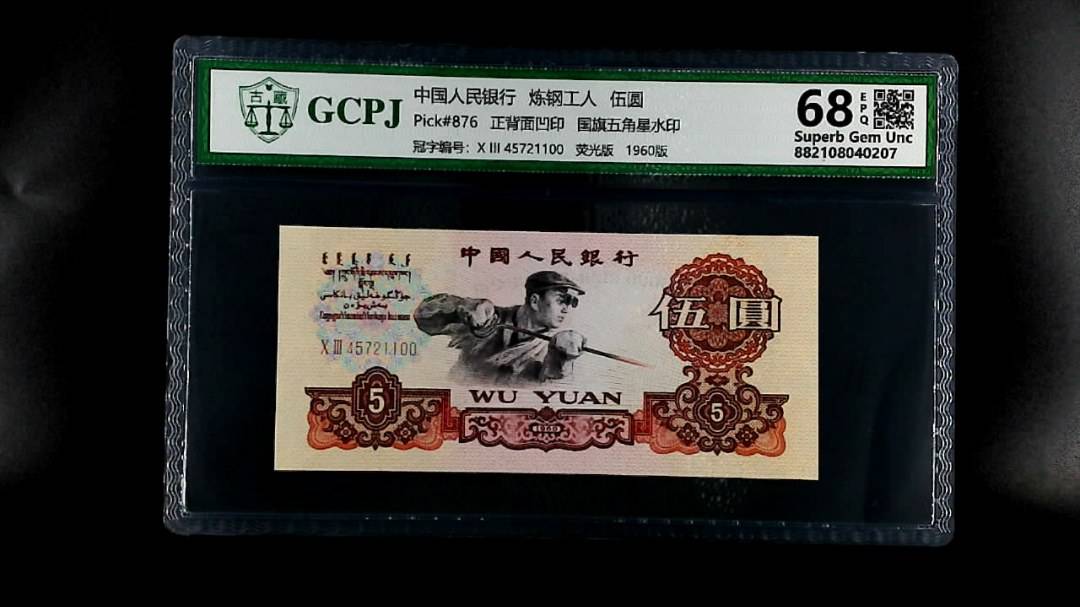 古 藏
GCPJ
中国人民银行 炼钢工人 伍圆
Pick#876 正背面凹印 国旗五角星水印
冠字编号: X III 45721100 荧光版 1960版
68 EPQ
Superb Gem Unc
882108040207
中國人民銀行
伍圓
X III 45721100
5
WU YUAN
5
1960